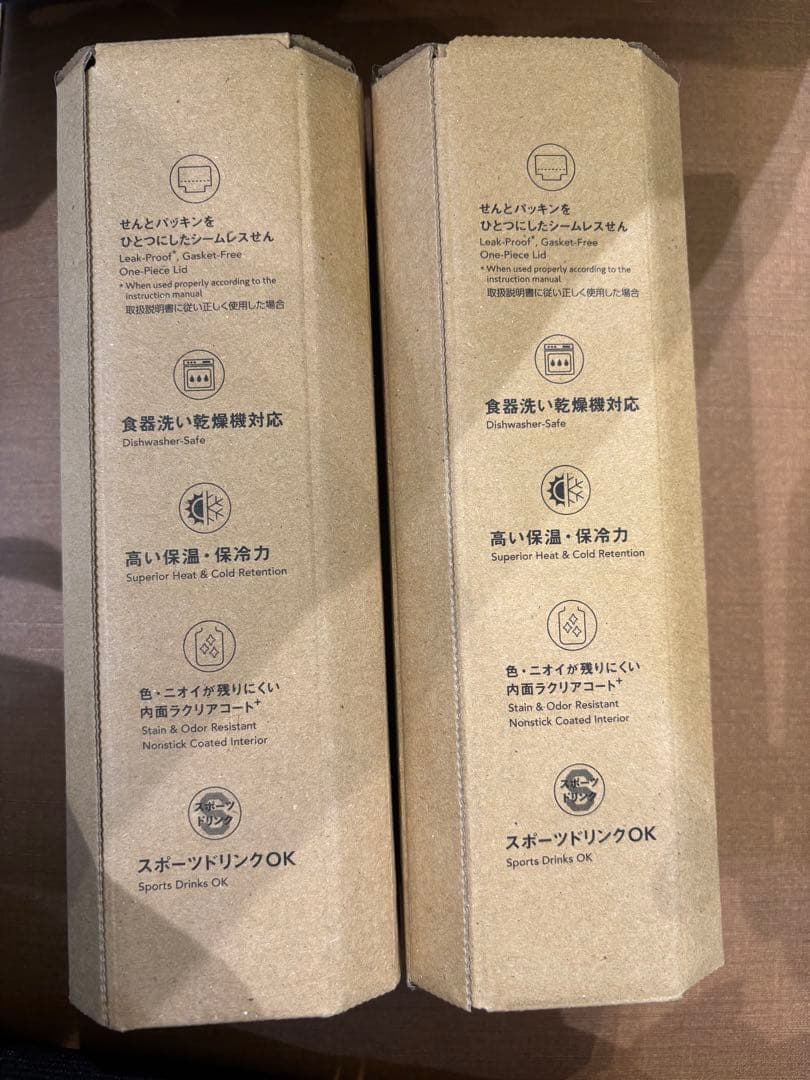 せんとパッキンを
ひとつにしたシームレスせん
Leak-Proof*, Gasket-Free
One-Piece Lid
* When used properly according to the
instruction manual
取扱説明書に従い正しく使用した場合
食器洗い乾燥機対応
Dishwasher-Safe
高い保温・保冷力
Superior Heat & Cold Retention
色・ニオイが残りにくい
内面ラクリアコート+
Stain & Odor Resistant
Nonstick Coated Interior
スポーツ
ドリンク
スポーツドリンクOK
Sports Drinks OK
せんとパッキンを
ひとつにしたシームレスせん
Leak-Proof*, Gasket-Free
One-Piece Lid
* When used properly according to the
instruction manual
取扱説明書に従い正しく使用した場合
食器洗い乾燥機対応
Dishwasher-Safe
高い保温・保冷力
Superior Heat & Cold Retention
色・ニオイが残りにくい
内面ラクリアコート+
Stain & Odor Resistant
Nonstick Coated Interior
スポーツ
ドリンク
スポーツドリンクOK
Sports Drinks OK